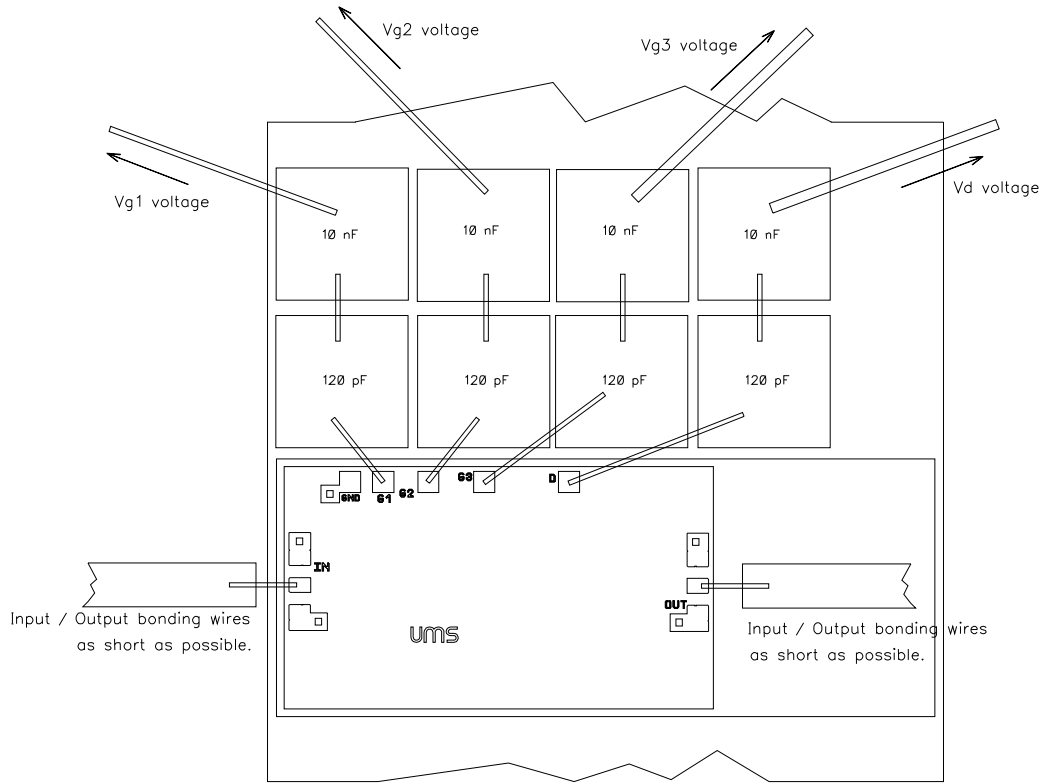 Vg2 voltage
Vg3 voltage
Vg1 voltage
Vd voltage
10 nF
10 nF
10 nF
10 nF
120 pF
120 pF
120 pF
120 pF
GND
G1
G2
G3
D
IN
OUT
Input / Output bonding wires
as short as possible.
ums
Input / Output bonding wires
as short as possible.